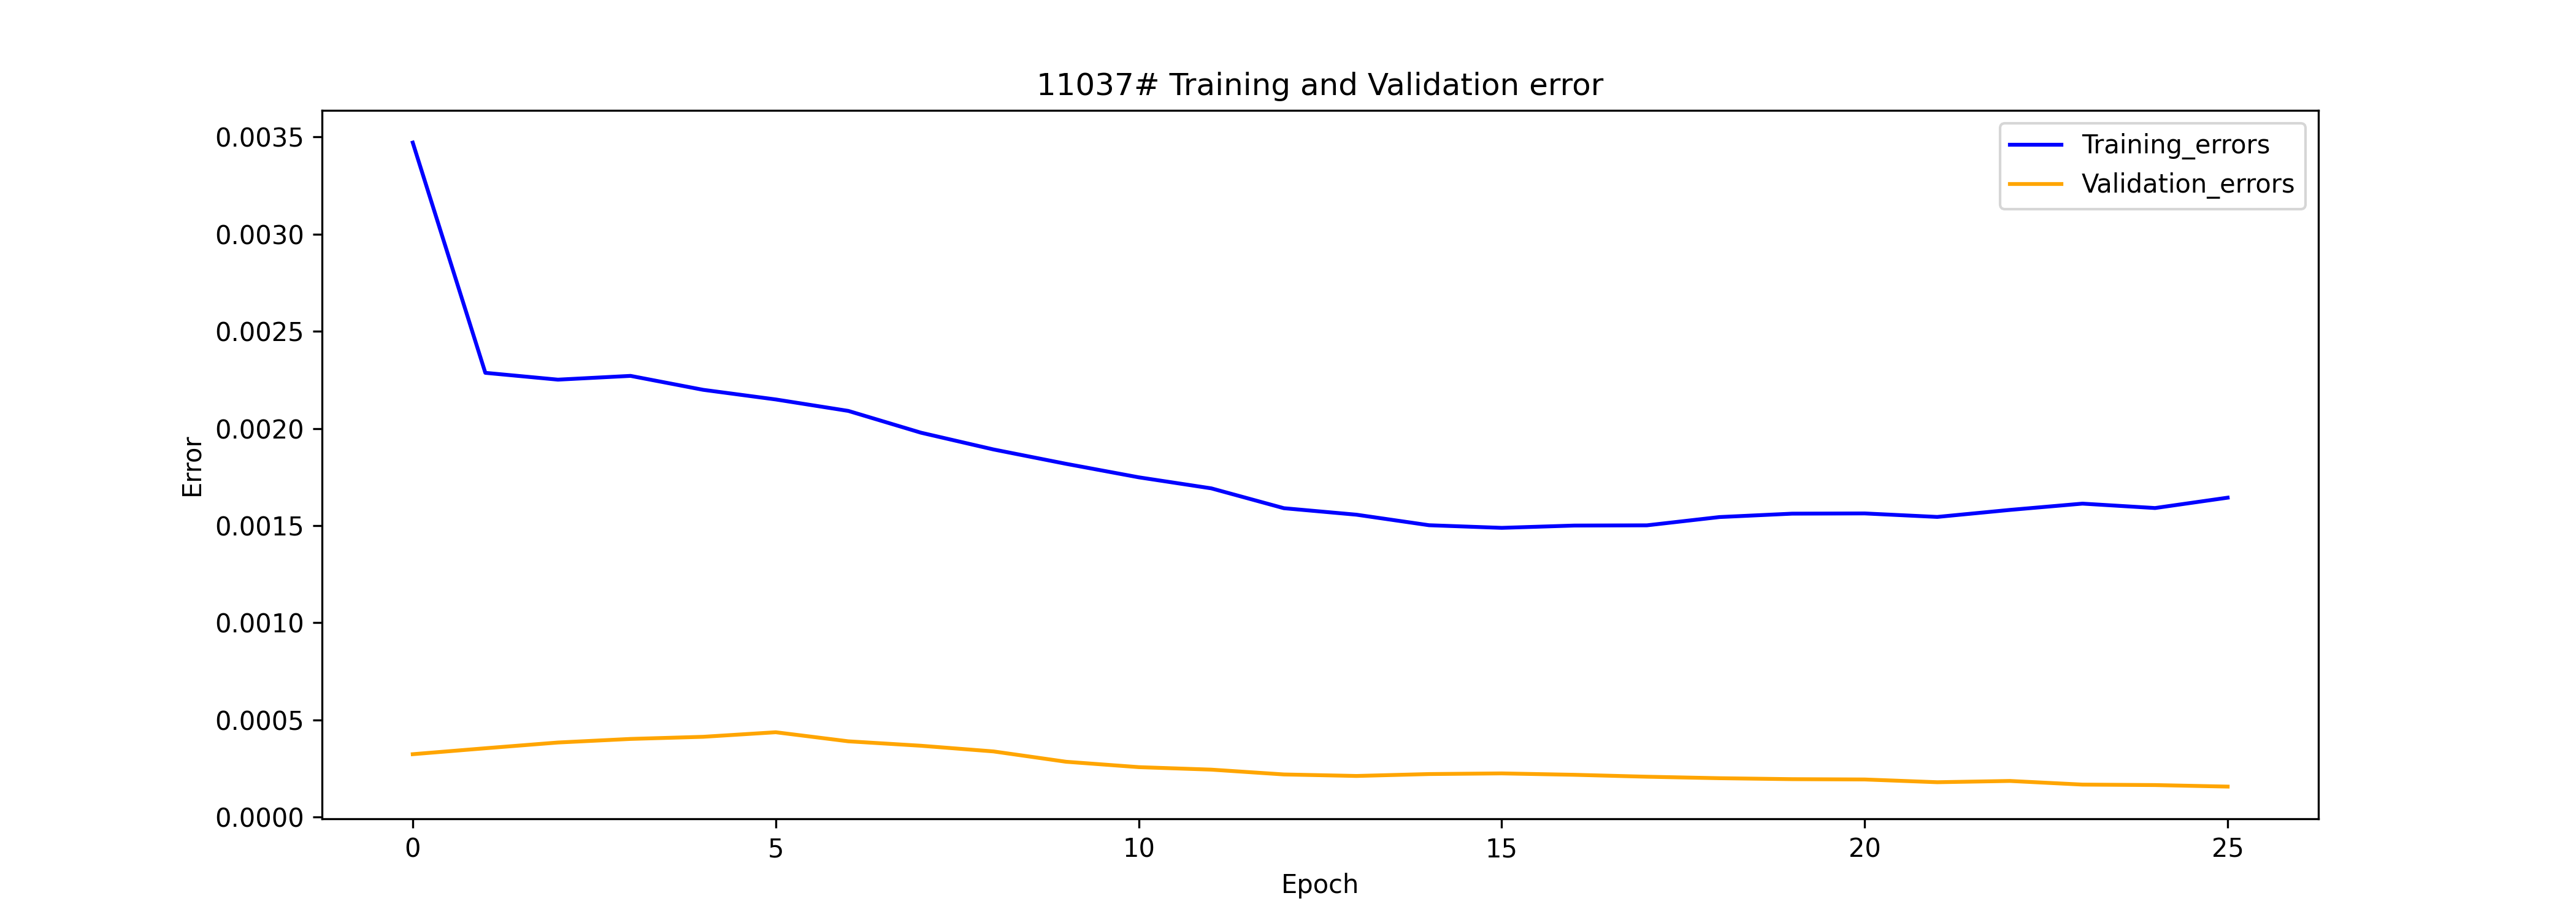 11037# Training and Validation error
Training_errors
Validation_errors
0.0035
0.0030
0.0025
0.0020
0.0015
0.0010
0.0005
0.0000
Error
0 5 10 15 20 25
Epoch